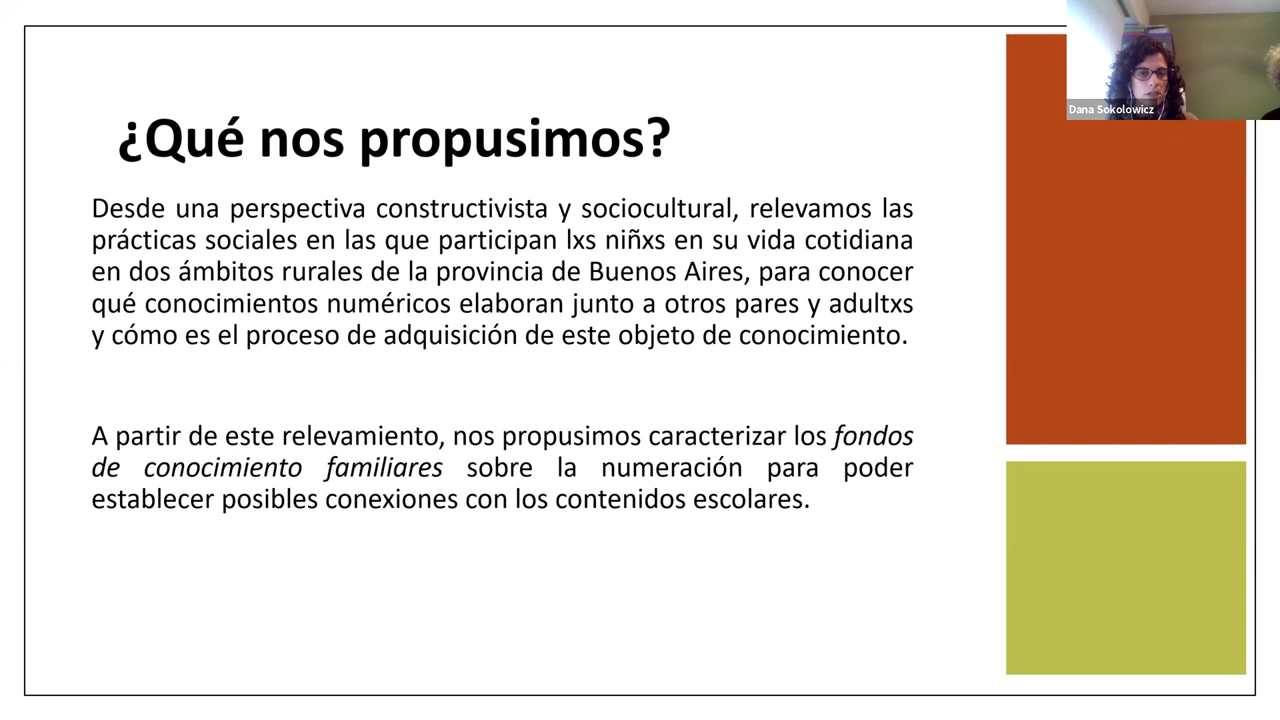 ¿Qué nos propusimos?
Desde una perspectiva constructivista y sociocultural, relevamos las
prácticas sociales en las que participan lxs niñxs en su vida cotidiana
en dos ámbitos rurales de la provincia de Buenos Aires, para conocer
qué conocimientos numéricos elaboran junto a otros pares y adultxs
y cómo es el proceso de adquisición de este objeto de conocimiento.
A partir de este relevamiento, nos propusimos caracterizar los fondos
de conocimiento familiares sobre la numeración para poder
establecer posibles conexiones con los contenidos escolares.
Dana Sokolowicz